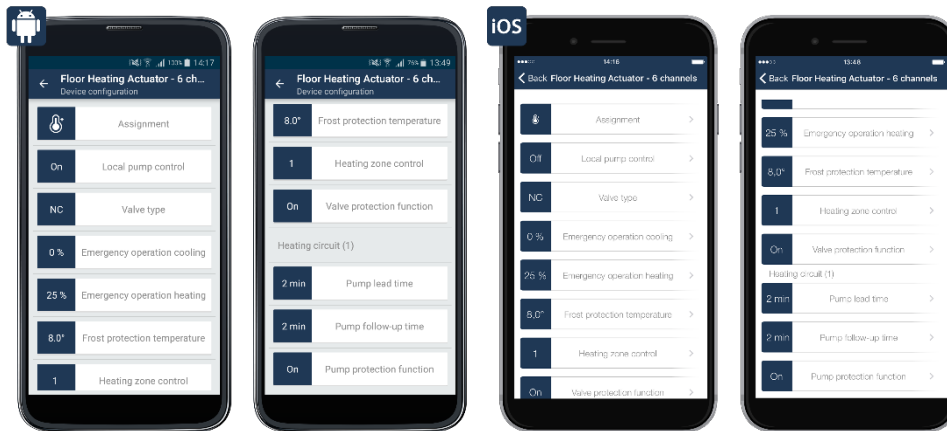 133% 14:17
Floor Heating Actuator - 6 ch...
Device configuration
Assignment
On Local pump control
NC Valve type
0 % Emergency operation cooling
25 % Emergency operation heating
8.0° Frost protection temperature
1 Heating zone control
76% 13:49
Floor Heating Actuator - 6 ch...
Device configuration
8.0° Frost protection temperature
1 Heating zone control
On Valve protection function
Heating circuit (1)
2 min Pump lead time
2 min Pump follow-up time
On Pump protection function
iOS
14:16
Back Floor Heating Actuator - 6 channels
Assignment
Off Local pump control
NC Valve type
0 % Emergency operation cooling
25 % Emergency operation heating
8,0° Frost protection temperature
1 Heating zone control
On Valve protection function
13:48
Back Floor Heating Actuator - 6 channels
25 % Emergency operation heating
8,0° Frost protection temperature
1 Heating zone control
On Valve protection function
Heating circuit (1)
2 min Pump lead time
2 min Pump follow-up time
On Pump protection function